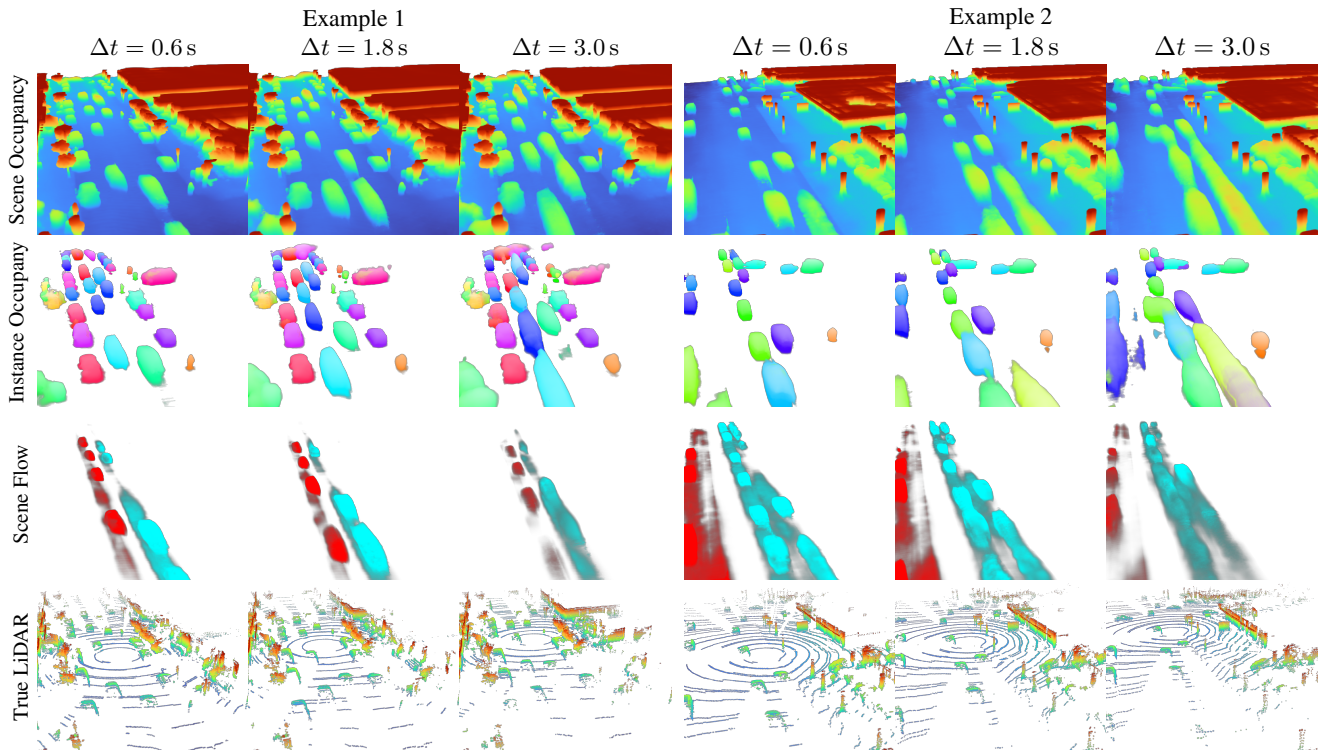 Example 1
Example 2
Δt = 0.6 s
Δt = 1.8 s
Δt = 3.0 s
Δt = 0.6 s
Δt = 1.8 s
Δt = 3.0 s
Scene Occupancy
Instance Occupany
Scene Flow
True LiDAR